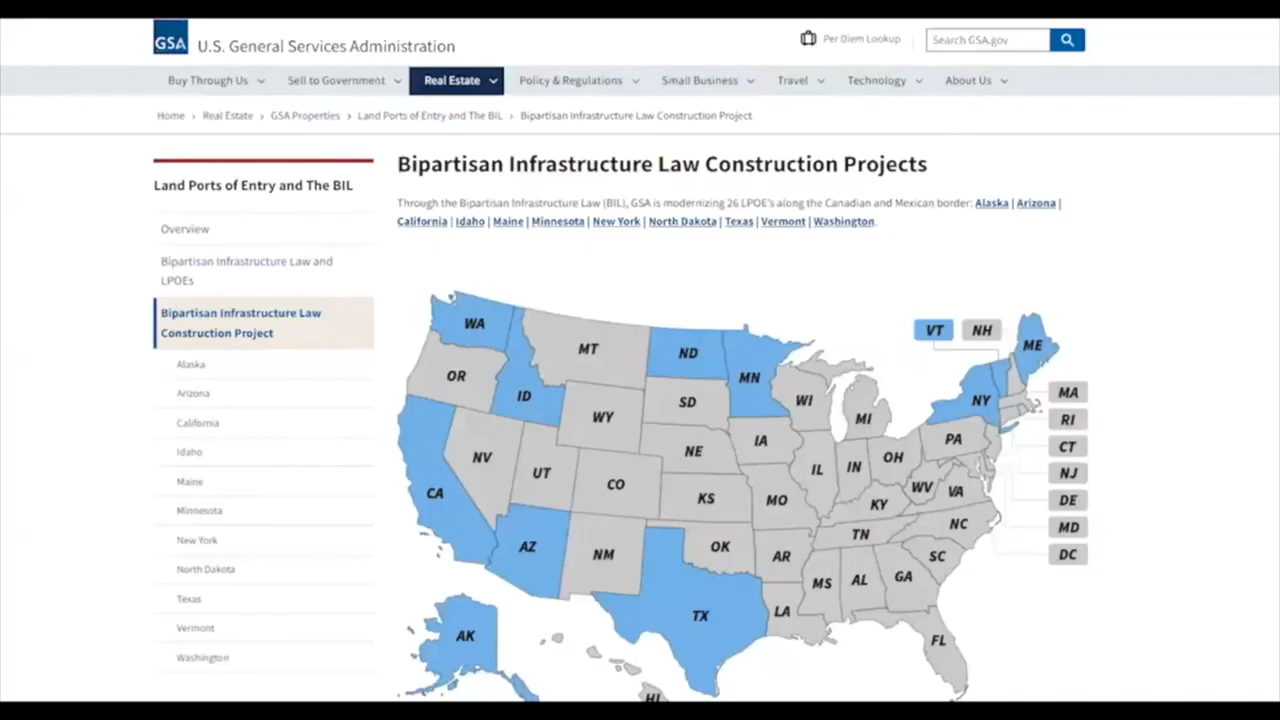 GSA
U.S. General Services Administration
Per Diem Lookup
Search GSA.gov
Buy Through Us
Sell to Government
Real Estate
Policy & Regulations
Small Business
Travel
Technology
About Us
Home › Real Estate › GSA Properties › Land Ports of Entry and The BIL › Bipartisan Infrastructure Law Construction Project
Land Ports of Entry and The BIL
Overview
Bipartisan Infrastructure Law and
LPOEs
Bipartisan Infrastructure Law
Construction Project
Alaska
Arizona
California
Idaho
Maine
Minnesota
New York
North Dakota
Texas
Vermont
Washington
Bipartisan Infrastructure Law Construction Projects
Through the Bipartisan Infrastructure Law (BIL), GSA is modernizing 26 LPOE's along the Canadian and Mexican border: Alaska | Arizona |
California | Idaho | Maine | Minnesota | New York | North Dakota | Texas | Vermont | Washington.
WA
MT
ND
MN
VT
NH
ME
OR
ID
WY
SD
WI
MI
NY
MA
RI
CT
NJ
DE
MD
DC
NV
UT
CO
NE
IA
IL
IN
OH
PA
CA
KS
MO
KY
WV
VA
AZ
NM
OK
AR
TN
NC
SC
MS
AL
GA
TX
LA
FL
AK
HI